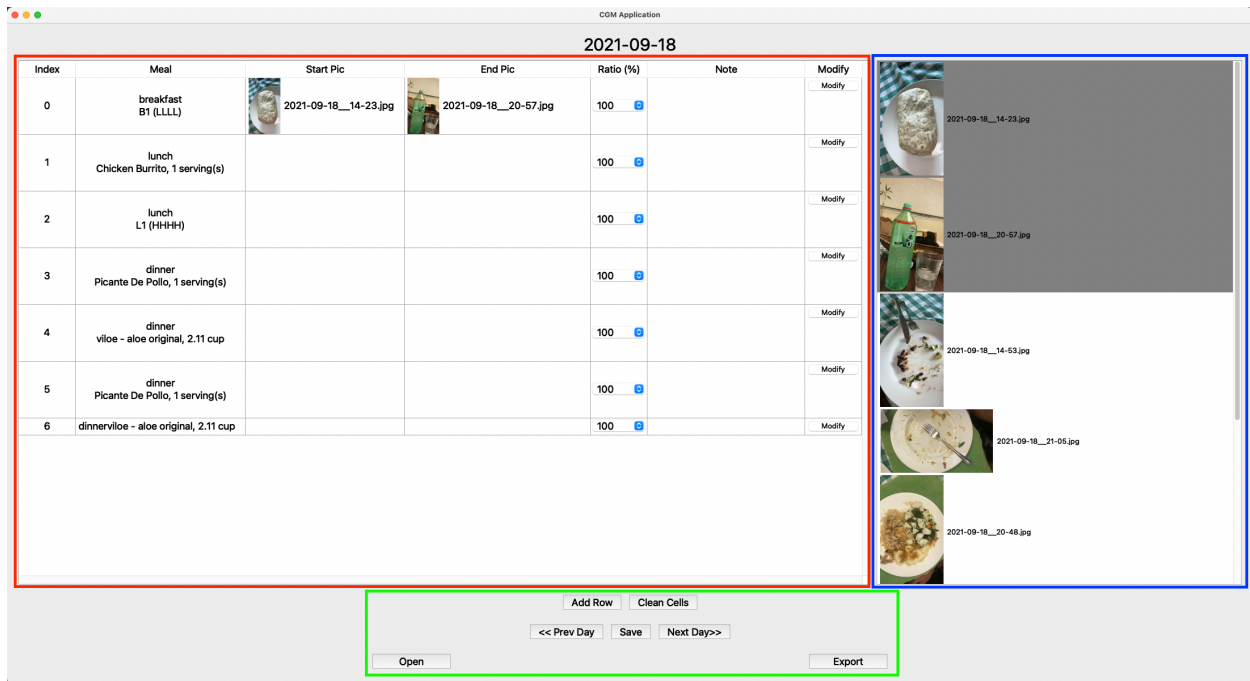 CGM Application
2021-09-18
Index Meal Start Pic End Pic Ratio (%) Note Modify
0 breakfast
B1 (LLLL) 2021-09-18__14-23.jpg 2021-09-18__20-57.jpg 100 Modify
1 lunch
Chicken Burrito, 1 serving(s) 100 Modify
2 lunch
L1 (HHHH) 100 Modify
3 dinner
Picante De Pollo, 1 serving(s) 100 Modify
4 dinner
viloe - aloe original, 2.11 cup 100 Modify
5 dinner
Picante De Pollo, 1 serving(s) 100 Modify
6 dinnerviloe - aloe original, 2.11 cup 100 Modify
2021-09-18__14-23.jpg
2021-09-18__20-57.jpg
2021-09-18__14-53.jpg
2021-09-18__21-05.jpg
2021-09-18__20-48.jpg
Add Row Clean Cells
<< Prev Day Save Next Day>>
Open Export